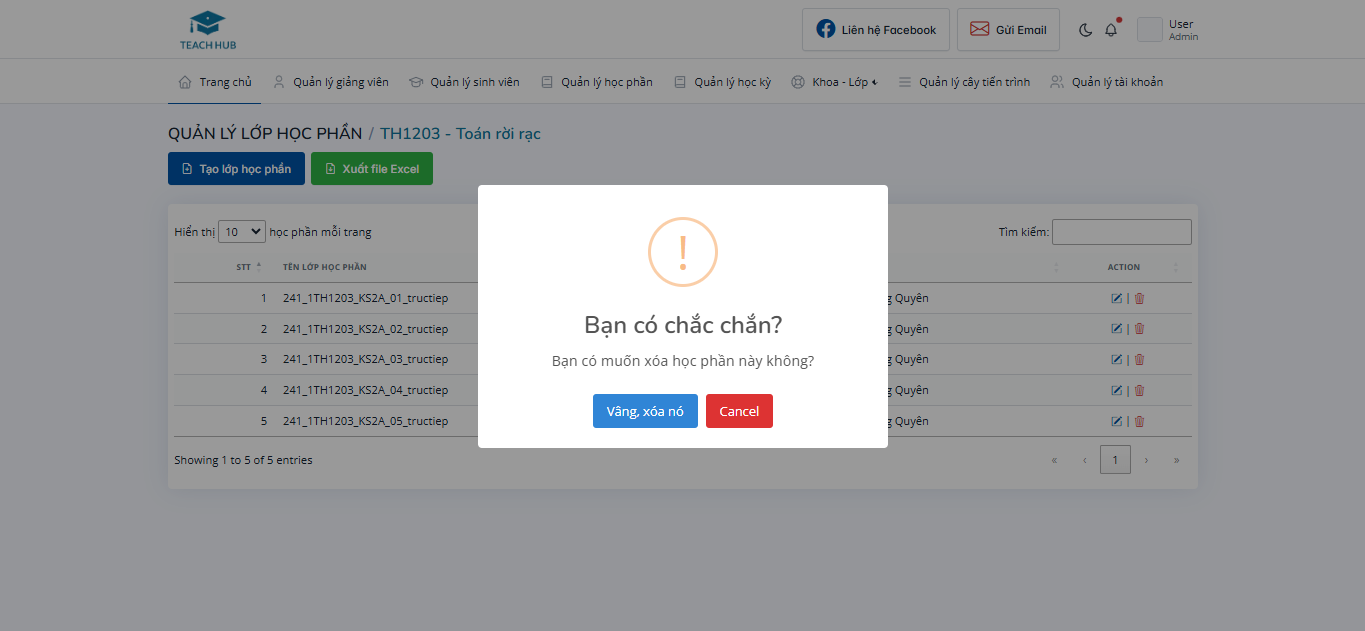 TEACH HUB
Liên hệ Facebook
Gửi Email
User
Admin
Trang chủ
Quản lý giảng viên
Quản lý sinh viên
Quản lý học phần
Quản lý học kỳ
Khoa - Lớp
Quản lý cây tiến trình
Quản lý tài khoản
QUẢN LÝ LỚP HỌC PHẦN / TH1203 - Toán rời rạc
Tạo lớp học phần
Xuất file Excel
Hiển thị 10 học phần mỗi trang
Tìm kiếm:
STT TÊN LỚP HỌC PHẦN ACTION
1 241_1TH1203_KS2A_01_tructiep Quyên |
2 241_1TH1203_KS2A_02_tructiep Quyên |
3 241_1TH1203_KS2A_03_tructiep Quyên |
4 241_1TH1203_KS2A_04_tructiep Quyên |
5 241_1TH1203_KS2A_05_tructiep Quyên |
Showing 1 to 5 of 5 entries
« ‹ 1 › »
!
Bạn có chắc chắn?
Bạn có muốn xóa học phần này không?
Vâng, xóa nó
Cancel